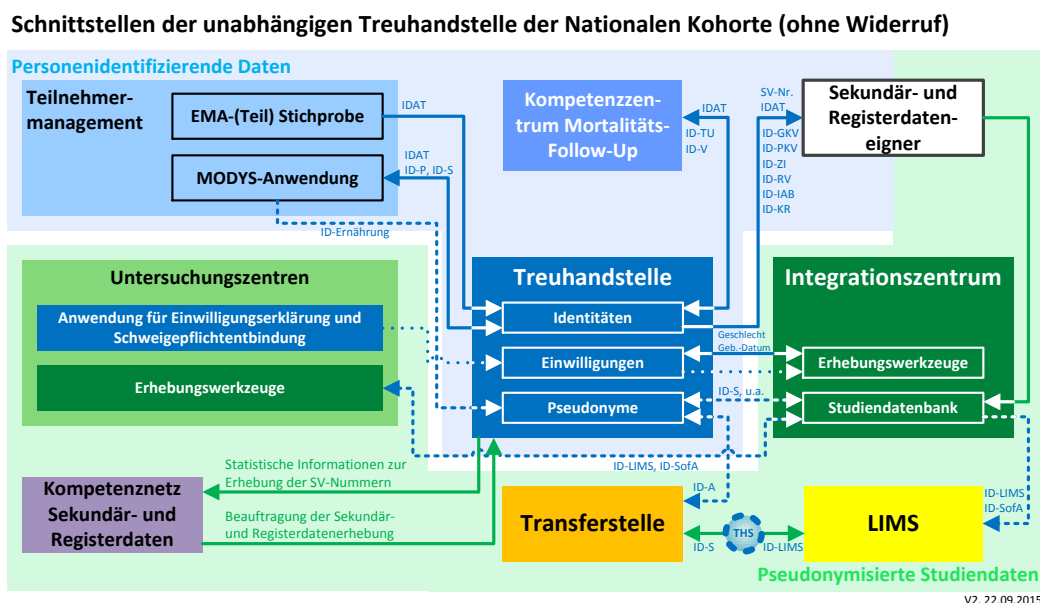 Schnittstellen der unabhängigen Treuhandstelle der Nationalen Kohorte (ohne Widerruf)
Personenidentifizierende Daten
Teilnehmer-
management
EMA-(Teil) Stichprobe
MODYS-Anwendung
IDAT
IDAT
ID-P, ID-S
ID-Ernährung
Kompetenzzen-
trum Mortalitäts-
Follow-Up
IDAT
ID-TU
ID-V
SV-Nr.
IDAT
ID-GKV
ID-PKV
ID-ZI
ID-RV
ID-IAB
ID-KR
Sekundär- und
Registerdaten-
eigner
Untersuchungszentren
Anwendung für Einwilligungserklärung und
Schweigepflichtentbindung
Erhebungswerkzeuge
Treuhandstelle
Identitäten
Einwilligungen
Pseudonyme
Geschlecht
Geb.-Datum
ID-S, u.a.
Integrationszentrum
Erhebungswerkzeuge
Studiendatenbank
ID-LIMS, ID-SofA
Statistische Informationen zur
Erhebung der SV-Nummern
Beauftragung der Sekundär-
und Registerdatenerhebung
Kompetenznetz
Sekundär- und
Registerdaten
ID-A
Transferstelle
ID-S
THS
ID-LIMS
LIMS
ID-LIMS
ID-SofA
Pseudonymisierte Studiendaten
V2, 22.09.2015